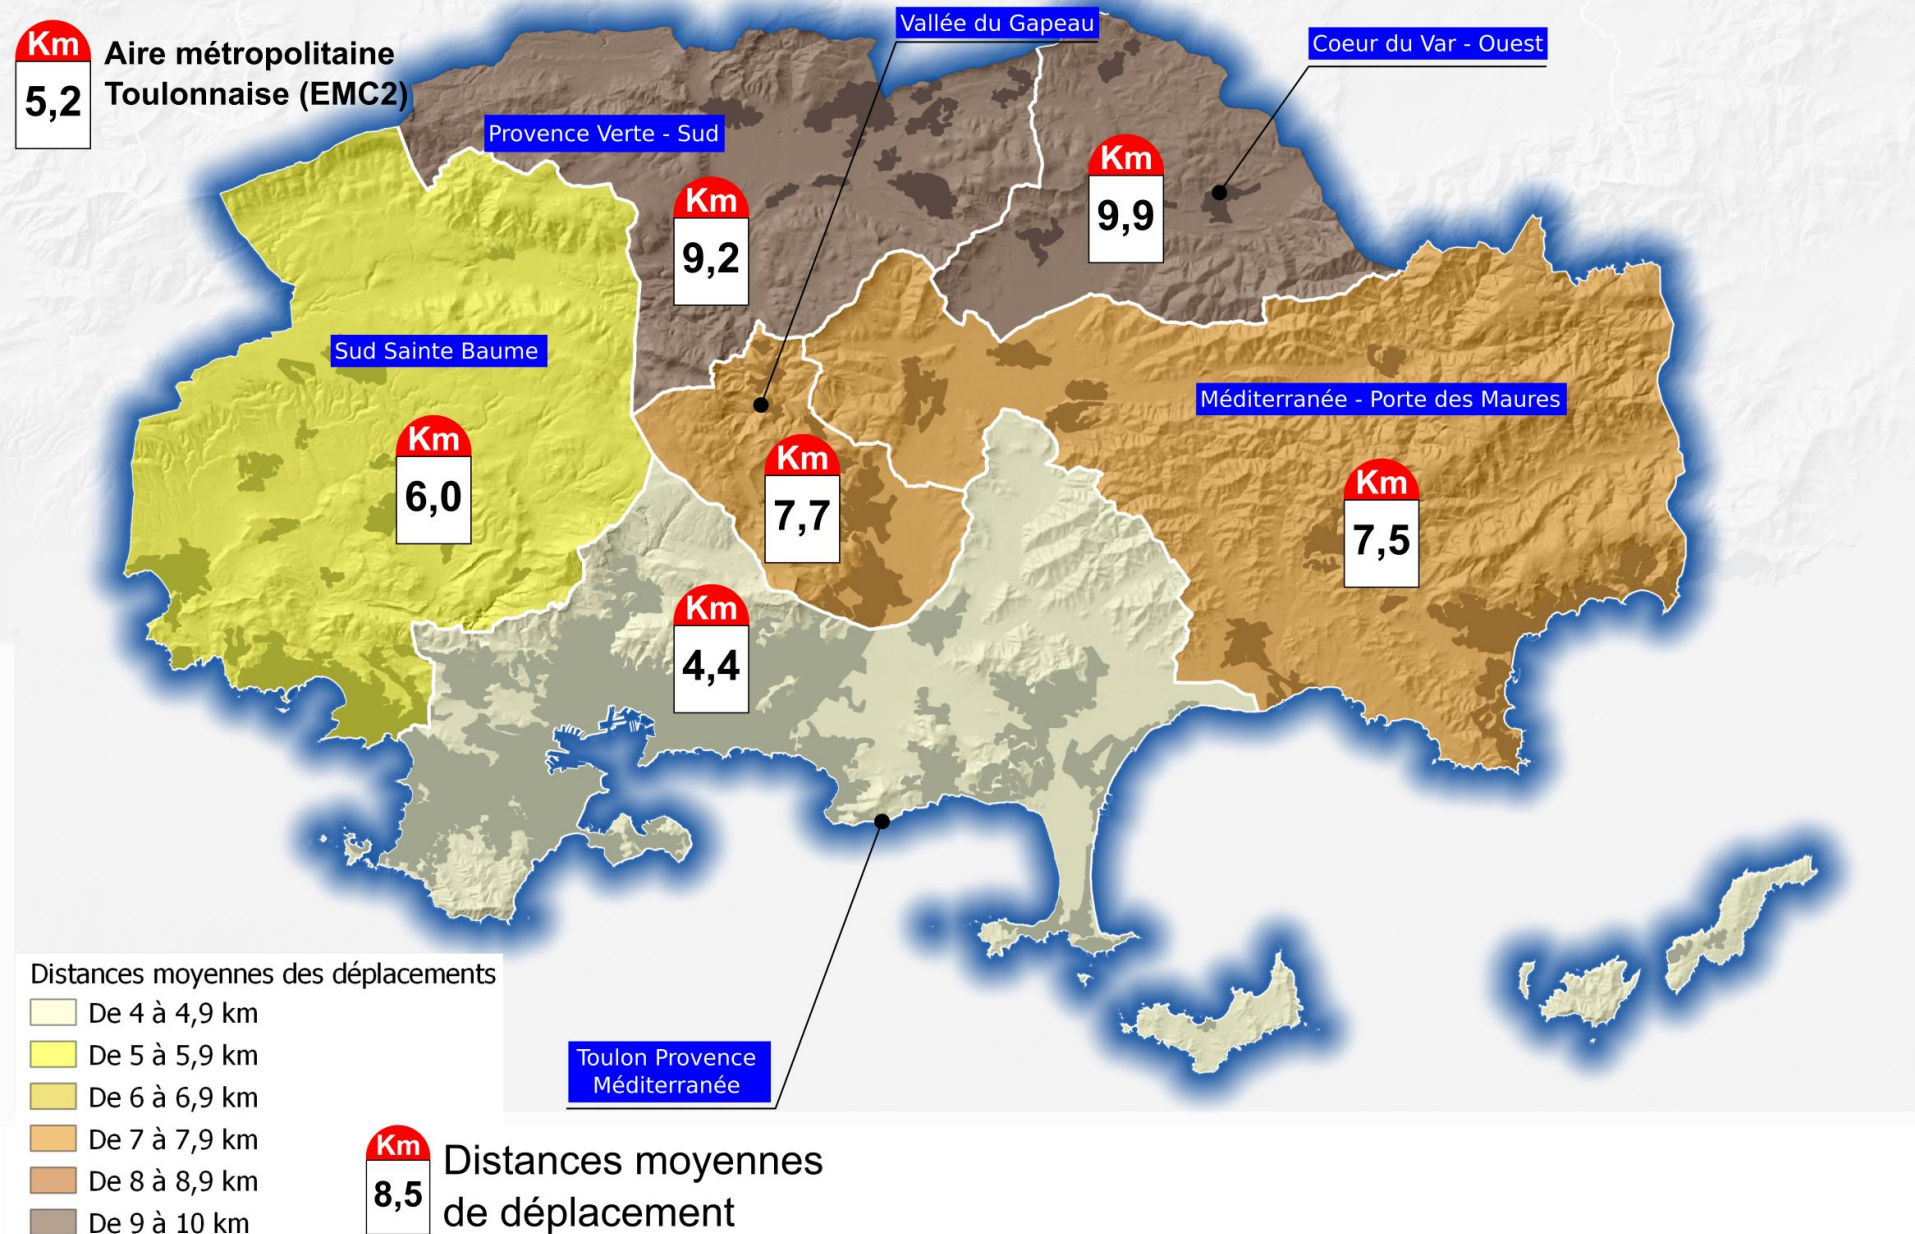 Km
5,2
Aire métropolitaine
Toulonnaise (EMC2)
Vallée du Gapeau
Coeur du Var - Ouest
Provence Verte - Sud
Km
9,2
Km
9,9
Sud Sainte Baume
Km
6,0
Méditerranée - Porte des Maures
Km
7,7
Km
7,5
Km
4,4
Toulon Provence
Méditerranée
Distances moyennes des déplacements
De 4 à 4,9 km
De 5 à 5,9 km
De 6 à 6,9 km
De 7 à 7,9 km
De 8 à 8,9 km
De 9 à 10 km
Km
8,5
Distances moyennes
de déplacement